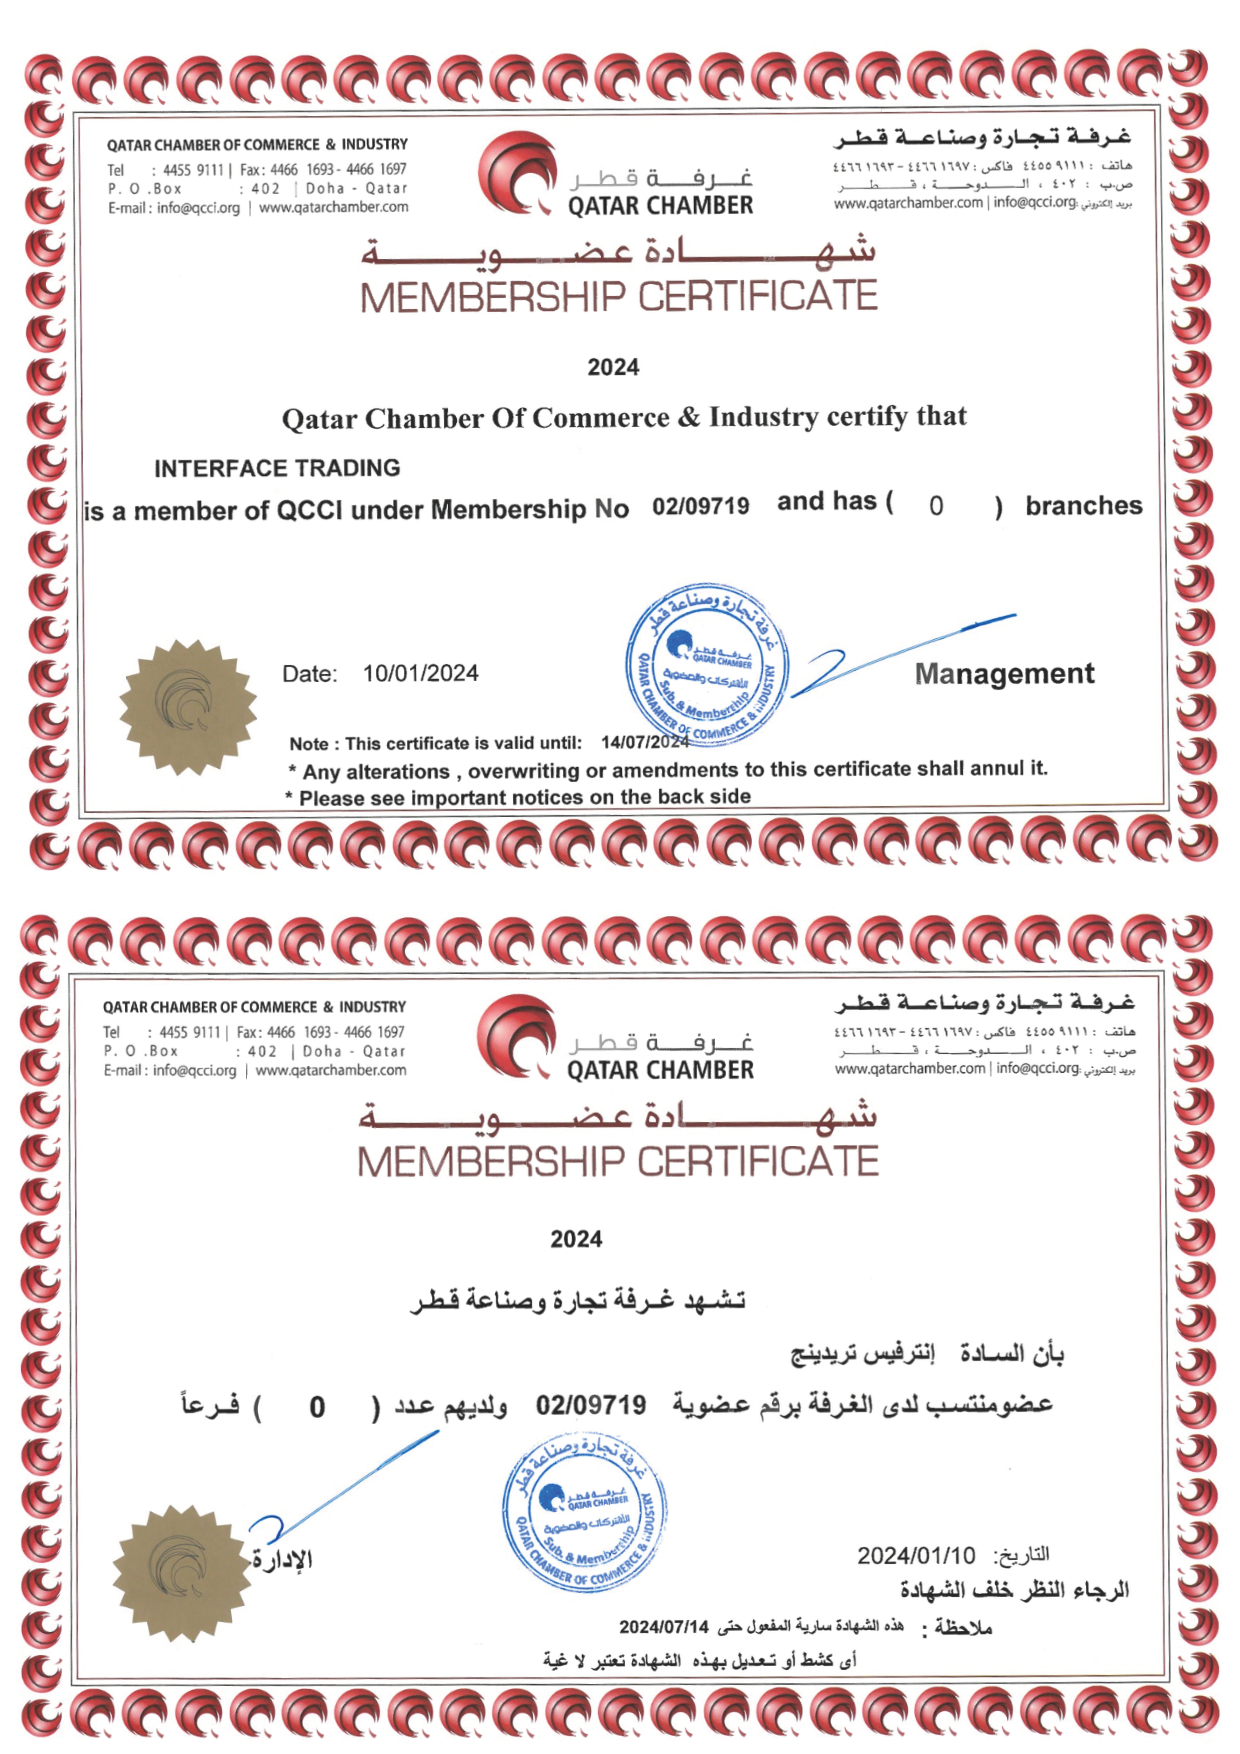 QATAR CHAMBER OF COMMERCE & INDUSTRY
Tel : 4455 9111 | Fax : 4466 1693 - 4466 1697
P. O .Box : 402 | Doha - Qatar
E-mail : info@qcci.org | www.qatarchamber.com
غرفة قطر
QATAR CHAMBER
غرفة تجارة وصناعة قطر
هاتف : ٤٤٥٥٩١١١ فاكس : ٤٤٦٦١٦٩٧ - ٤٤٦٦١٦٩٣
ص.ب : ٤٠٢ ، الدوحة ، قطر
www.qatarchamber.com | info@qcci.org :بريد إلكتروني
شهادة عضوية
MEMBERSHIP CERTIFICATE
2024
Qatar Chamber Of Commerce & Industry certify that
INTERFACE TRADING
is a member of QCCI under Membership No 02/09719 and has ( 0 ) branches
غرفة تجارة وصناعة قطر
غرفة قطر
QATAR CHAMBER
الاشتراكات والعضوية
Sub. & Membership
QATAR CHAMBER OF COMMERCE & INDUSTRY
Date: 10/01/2024
Management
Note : This certificate is valid until: 14/07/2024
* Any alterations , overwriting or amendments to this certificate shall annul it.
* Please see important notices on the back side
QATAR CHAMBER OF COMMERCE & INDUSTRY
Tel : 4455 9111 | Fax : 4466 1693 - 4466 1697
P. O .Box : 402 | Doha - Qatar
E-mail : info@qcci.org | www.qatarchamber.com
غرفة قطر
QATAR CHAMBER
غرفة تجارة وصناعة قطر
هاتف : ٤٤٥٥٩١١١ فاكس : ٤٤٦٦١٦٩٧ - ٤٤٦٦١٦٩٣
ص.ب : ٤٠٢ ، الدوحة ، قطر
www.qatarchamber.com | info@qcci.org :بريد إلكتروني
شهادة عضوية
MEMBERSHIP CERTIFICATE
2024
تشهد غرفة تجارة وصناعة قطر
بأن السادة إنترفيس تريدينج
عضومنتسب لدى الغرفة برقم عضوية 02/09719 ولديهم عدد ( 0 ) فرعاً
غرفة تجارة وصناعة قطر
غرفة قطر
QATAR CHAMBER
الاشتراكات والعضوية
Sub. & Membership
QATAR CHAMBER OF COMMERCE & INDUSTRY
الإدارة
التاريخ: 2024/01/10
الرجاء النظر خلف الشهادة
ملاحظة : هذه الشهادة سارية المفعول حتى 2024/07/14
أى كشط أو تعديل بهذه الشهادة تعتبر لا غية